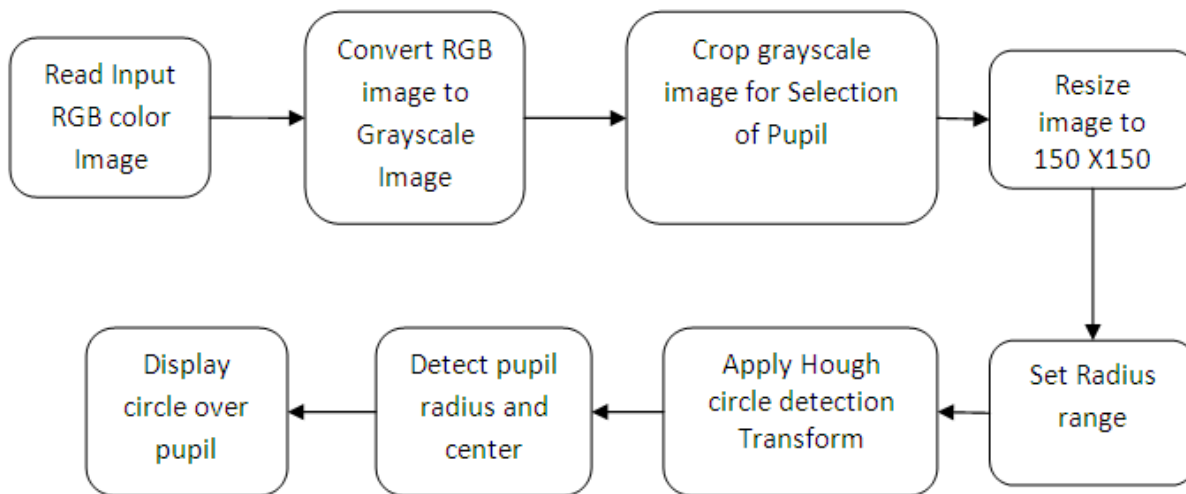 Read Input
RGB color
Image
Convert RGB
image to
Grayscale
Image
Crop grayscale
image for Selection
of Pupil
Resize
image to
150 X150
Set Radius
range
Apply Hough
circle detection
Transform
Detect pupil
radius and
center
Display
circle over
pupil